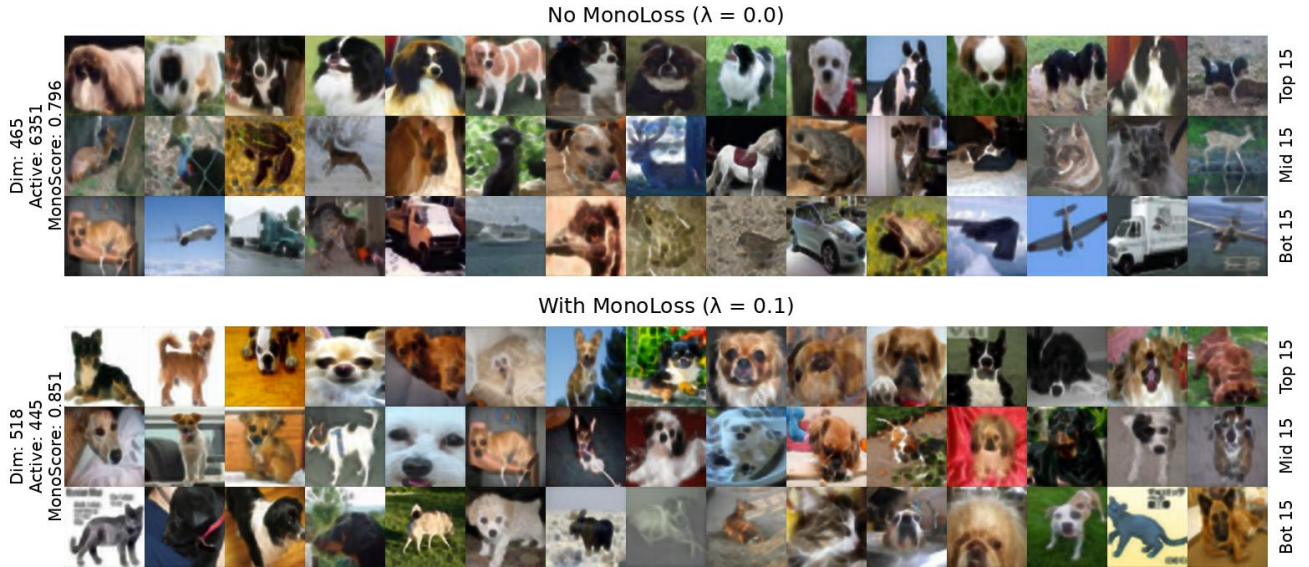 No MonoLoss (λ = 0.0)
Dim: 465
Active: 6351
MonoScore: 0.796
Top 15
Mid 15
Bot 15
With MonoLoss (λ = 0.1)
Dim: 518
Active: 445
MonoScore: 0.851
Top 15
Mid 15
Bot 15